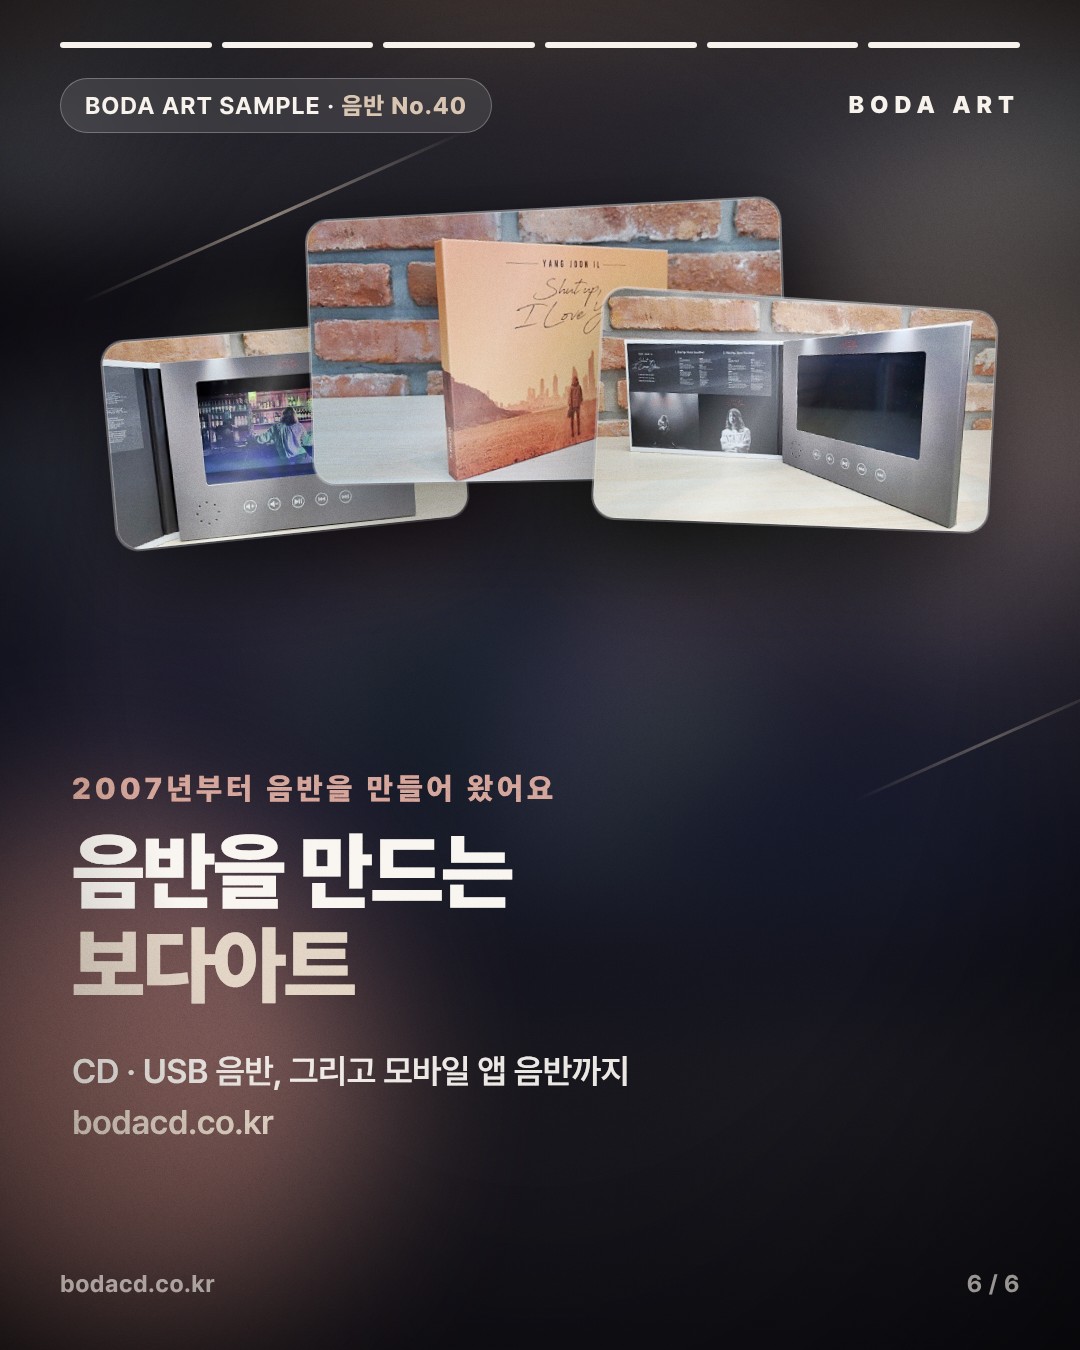 BODA ART SAMPLE · 음반 No.40
BODA ART
YANG JOON IL
Shut up,
I Love
2007년부터 음반을 만들어 왔어요
음반을 만드는
보다아트
CD · USB 음반, 그리고 모바일 앱 음반까지
bodacd.co.kr
bodacd.co.kr
6 / 6